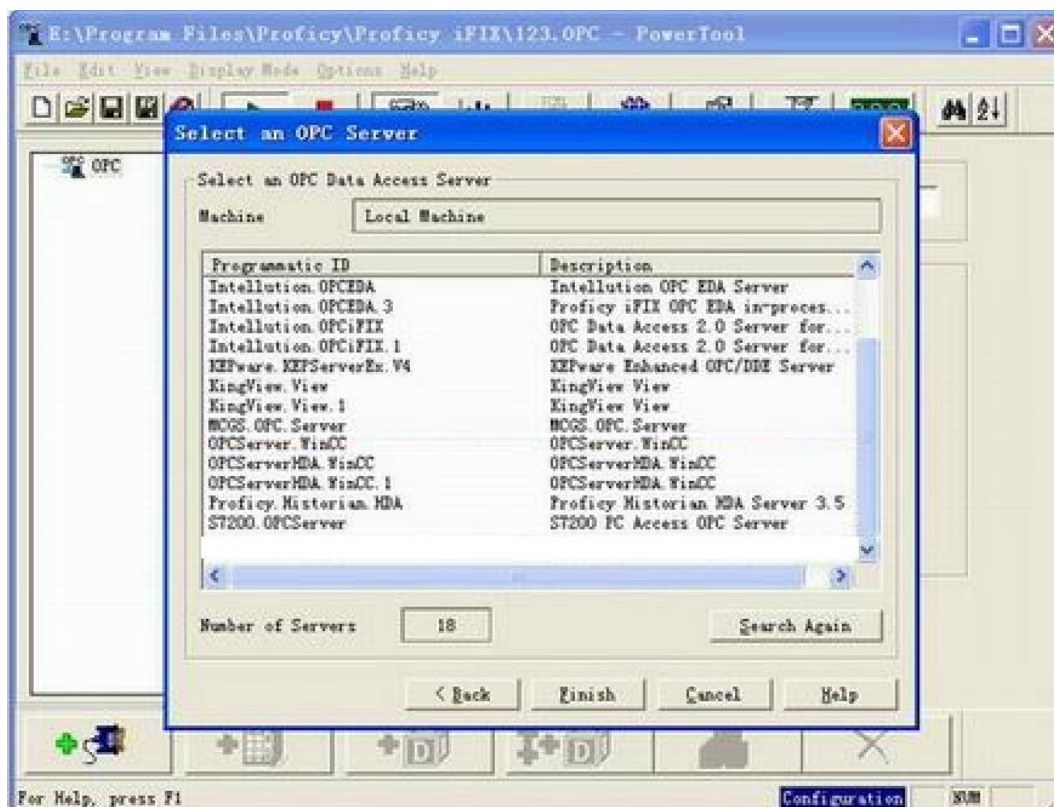 E:\Program Files\Proficy\Proficy iFIX\123.OPC - PowerTool
File Edit View Display Mode Options Help
Select an OPC Server
OPC
Select an OPC Data Access Server
Machine Local Machine
Programmatic ID Description
Intellution.OPCEDA Intellution OPC EDA Server
Intellution.OPCEDA.3 Proficy iFIX OPC EDA in-proces...
Intellution.OPCiFIX OPC Data Access 2.0 Server for...
Intellution.OPCiFIX.1 OPC Data Access 2.0 Server for...
KEPware.KEPServerEx.V4 KEPware Enhanced OPC/DDE Server
KingView.View KingView View
KingView.View.1 KingView View
MCGS.OPC.Server MCGS.OPC.Server
OPCServer.WinCC OPCServer.WinCC
OPCServerHDA.WinCC OPCServerHDA.WinCC
OPCServerHDA.WinCC.1 OPCServerHDA.WinCC
Proficy.Historian.HDA Proficy Historian HDA Server 3.5
S7200.OPCServer S7200 PC Access OPC Server
Number of Servers 18 Search Again
< Back Finish Cancel Help
For Help, press F1 Configuration NUM